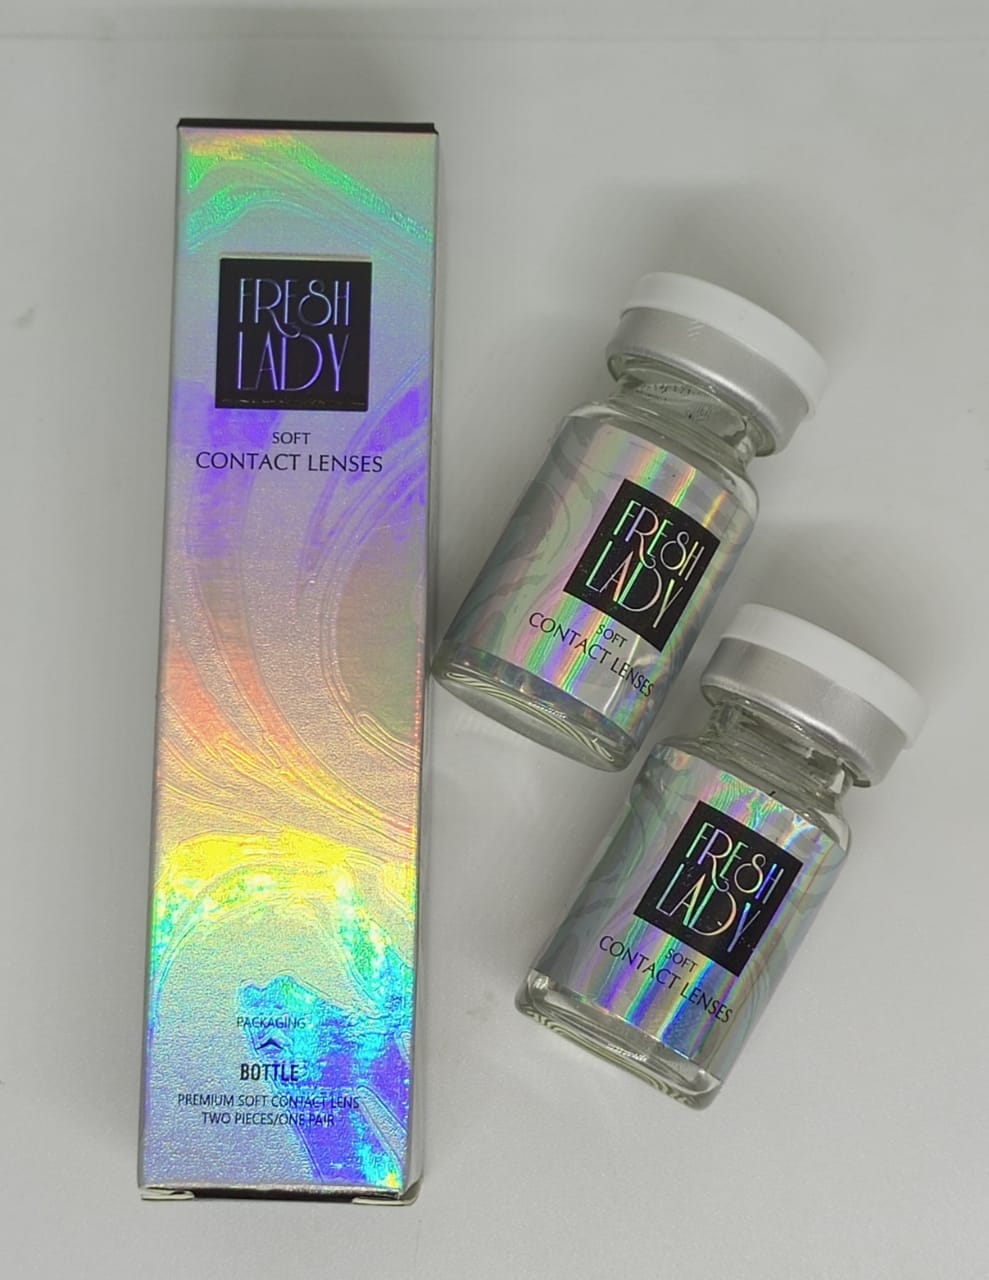 FRESH
LADY
SOFT
CONTACT LENSES
PACKAGING
BOTTLE
PREMIUM SOFT CONTACT LENS
TWO PIECES/ONE PAIR
FRESH
LADY
SOFT
CONTACT LENSES
FRESH
LADY
SOFT
CONTACT LENSES